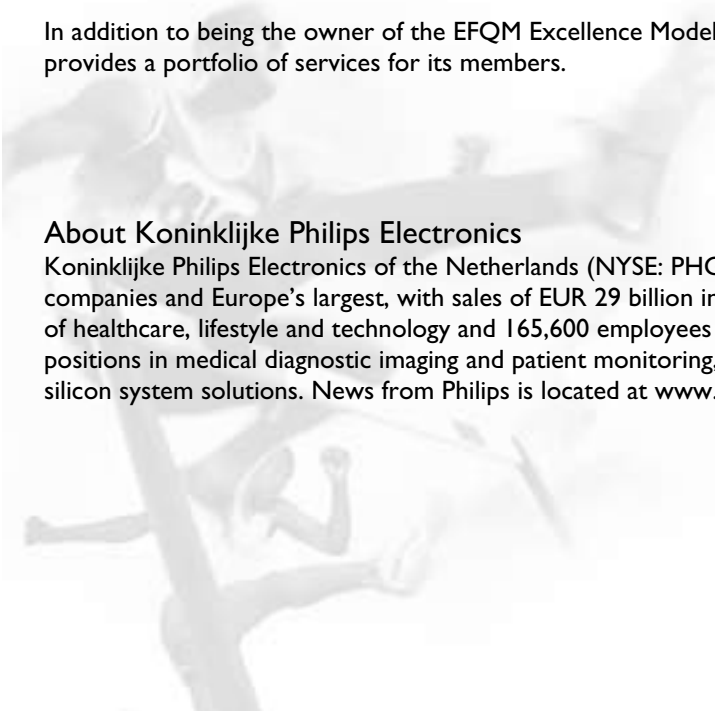 In addition to being the owner of the EFQM Excellence Model
provides a portfolio of services for its members.
About Koninklijke Philips Electronics
Koninklijke Philips Electronics of the Netherlands (NYSE: PHG
companies and Europe’s largest, with sales of EUR 29 billion in
of healthcare, lifestyle and technology and 165,600 employees
positions in medical diagnostic imaging and patient monitoring,
silicon system solutions. News from Philips is located at www.